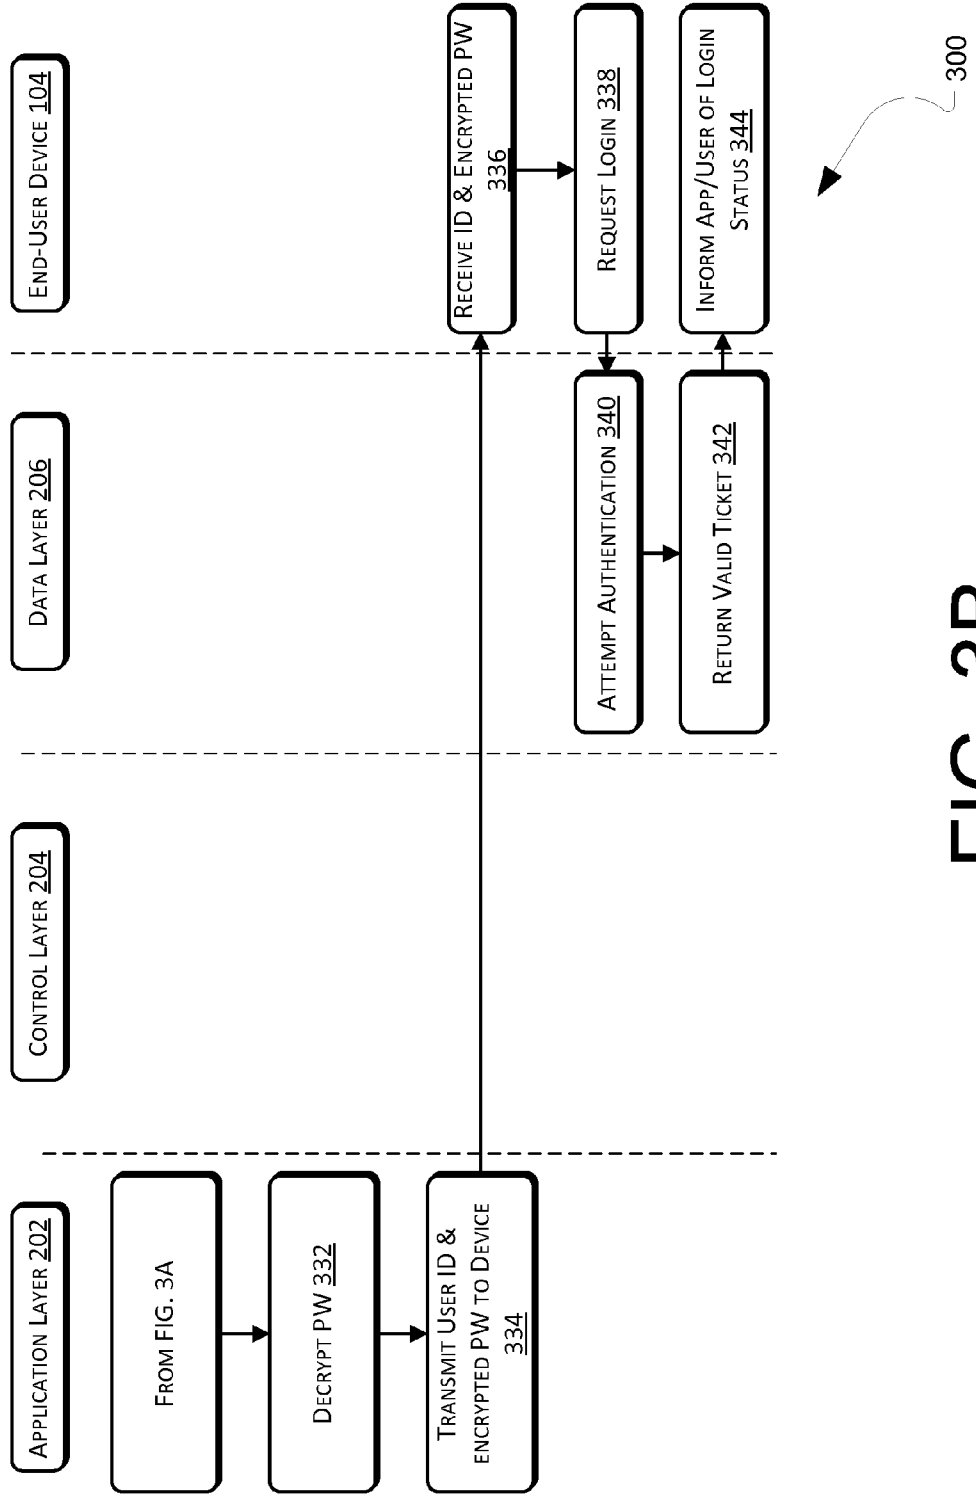 APPLICATION LAYER 202
CONTROL LAYER 204
DATA LAYER 206
END-USER DEVICE 104
FROM FIG. 3A
DECRYPT PW 332
TRANSMIT USER ID &
ENCRYPTED PW TO DEVICE
334
RECEIVE ID & ENCRYPTED PW
336
REQUEST LOGIN 338
ATTEMPT AUTHENTICATION 340
RETURN VALID TICKET 342
INFORM APP/USER OF LOGIN
STATUS 344
300
FIG. 3B